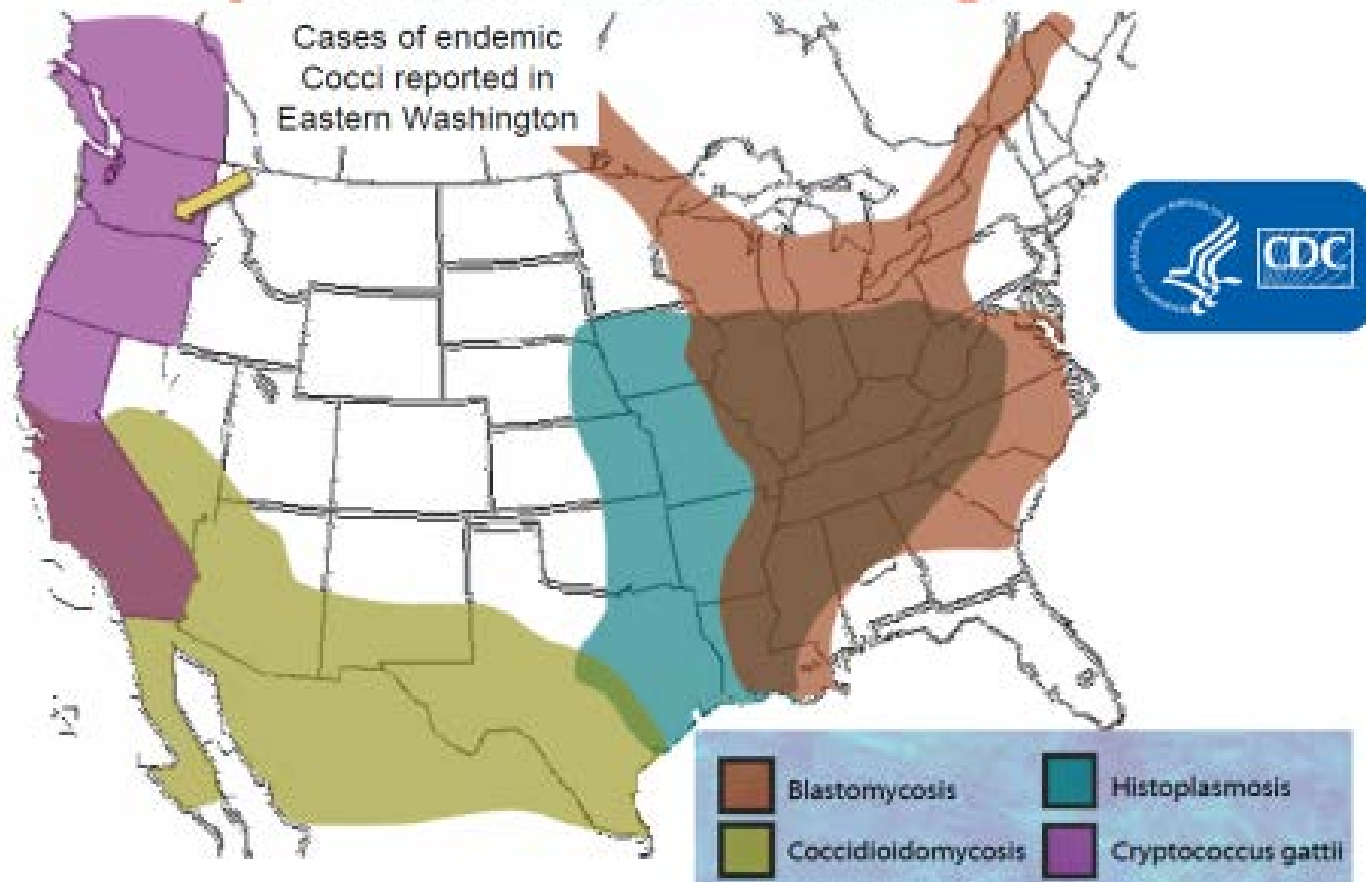 Cases of endemic
Cocci reported in
Eastern Washington
CDC
Blastomycosis
Histoplasmosis
Coccidioidomycosis
Cryptococcus gattii